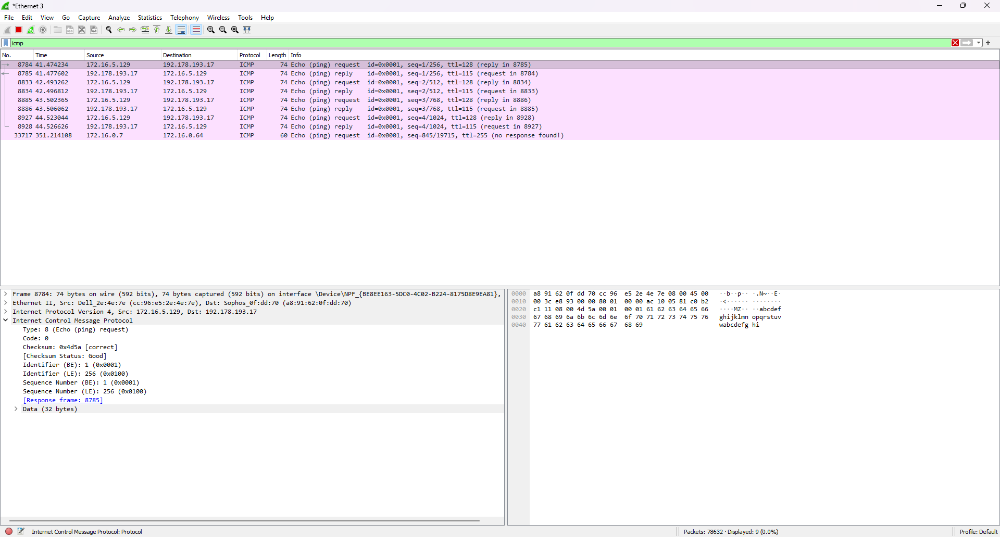 *Ethernet 3
File Edit View Go Capture Analyze Statistics Telephony Wireless Tools Help
icmp
No. Time Source Destination Protocol Length Info
8784 41.474234 172.16.5.129 192.178.193.17 ICMP 74 Echo (ping) request id=0x0001, seq=1/256, ttl=128 (reply in 8785)
8785 41.477602 192.178.193.17 172.16.5.129 ICMP 74 Echo (ping) reply id=0x0001, seq=1/256, ttl=115 (request in 8784)
8833 42.493262 172.16.5.129 192.178.193.17 ICMP 74 Echo (ping) request id=0x0001, seq=2/512, ttl=128 (reply in 8834)
8834 42.496812 192.178.193.17 172.16.5.129 ICMP 74 Echo (ping) reply id=0x0001, seq=2/512, ttl=115 (request in 8833)
8885 43.502365 172.16.5.129 192.178.193.17 ICMP 74 Echo (ping) request id=0x0001, seq=3/768, ttl=128 (reply in 8886)
8886 43.506062 192.178.193.17 172.16.5.129 ICMP 74 Echo (ping) reply id=0x0001, seq=3/768, ttl=115 (request in 8885)
8927 44.523044 172.16.5.129 192.178.193.17 ICMP 74 Echo (ping) request id=0x0001, seq=4/1024, ttl=128 (reply in 8928)
8928 44.526626 192.178.193.17 172.16.5.129 ICMP 74 Echo (ping) reply id=0x0001, seq=4/1024, ttl=115 (request in 8927)
33717 351.214108 172.16.0.7 172.16.0.64 ICMP 60 Echo (ping) request id=0x0001, seq=845/19715, ttl=255 (no response found!)
Frame 8784: 74 bytes on wire (592 bits), 74 bytes captured (592 bits) on interface \Device\NPF_{BE8EE163-5DC0-4C02-B224-8175D8E9EA81},
Ethernet II, Src: Dell_2e:4e:7e (cc:96:e5:2e:4e:7e), Dst: Sophos_0f:dd:70 (a8:91:62:0f:dd:70)
Internet Protocol Version 4, Src: 172.16.5.129, Dst: 192.178.193.17
Internet Control Message Protocol
Type: 8 (Echo (ping) request)
Code: 0
Checksum: 0x4d5a [correct]
[Checksum Status: Good]
Identifier (BE): 1 (0x0001)
Identifier (LE): 256 (0x0100)
Sequence Number (BE): 1 (0x0001)
Sequence Number (LE): 256 (0x0100)
[Response frame: 8785]
Data (32 bytes)
0000 a8 91 62 0f dd 70 cc 96 e5 2e 4e 7e 08 00 45 00 ··b··p·· ·.N~··E·
0010 00 3c e8 93 00 00 80 01 00 00 ac 10 05 81 c0 b2 ·<······ ········
0020 c1 11 08 00 4d 5a 00 01 00 01 61 62 63 64 65 66 ····MZ·· ··abcdef
0030 67 68 69 6a 6b 6c 6d 6e 6f 70 71 72 73 74 75 76 ghijklmn opqrstuv
0040 77 61 62 63 64 65 66 67 68 69 wabcdefg hi
Internet Control Message Protocol: Protocol
Packets: 78632 · Displayed: 9 (0.0%)
Profile: Default